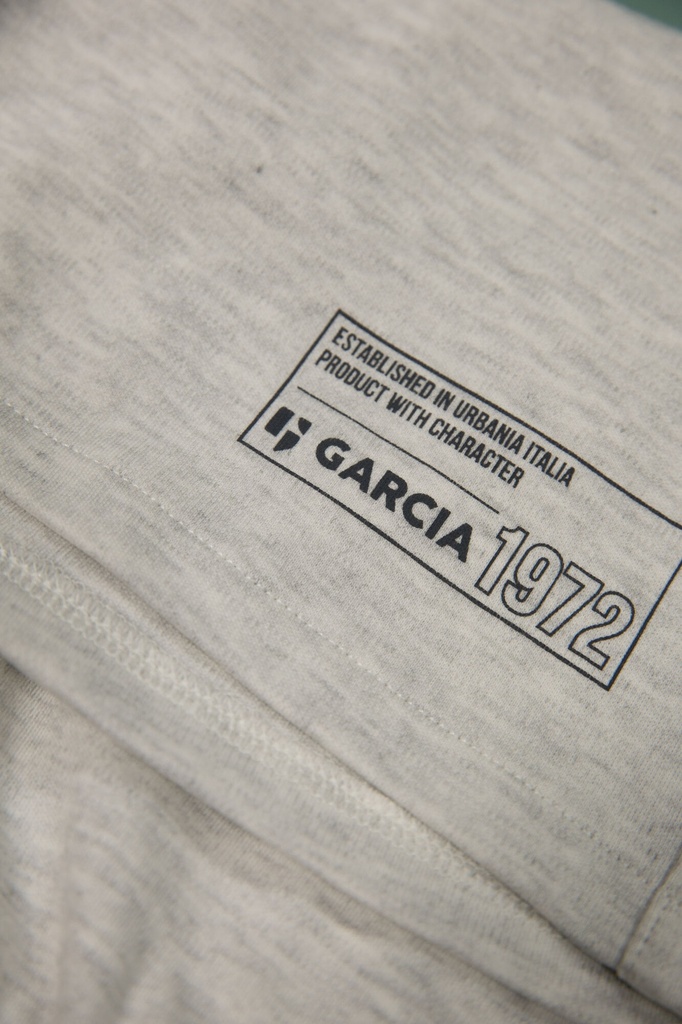 ESTABLISHED IN URBANIA ITALIA
PRODUCT WITH CHARACTER
GARCIA 1972